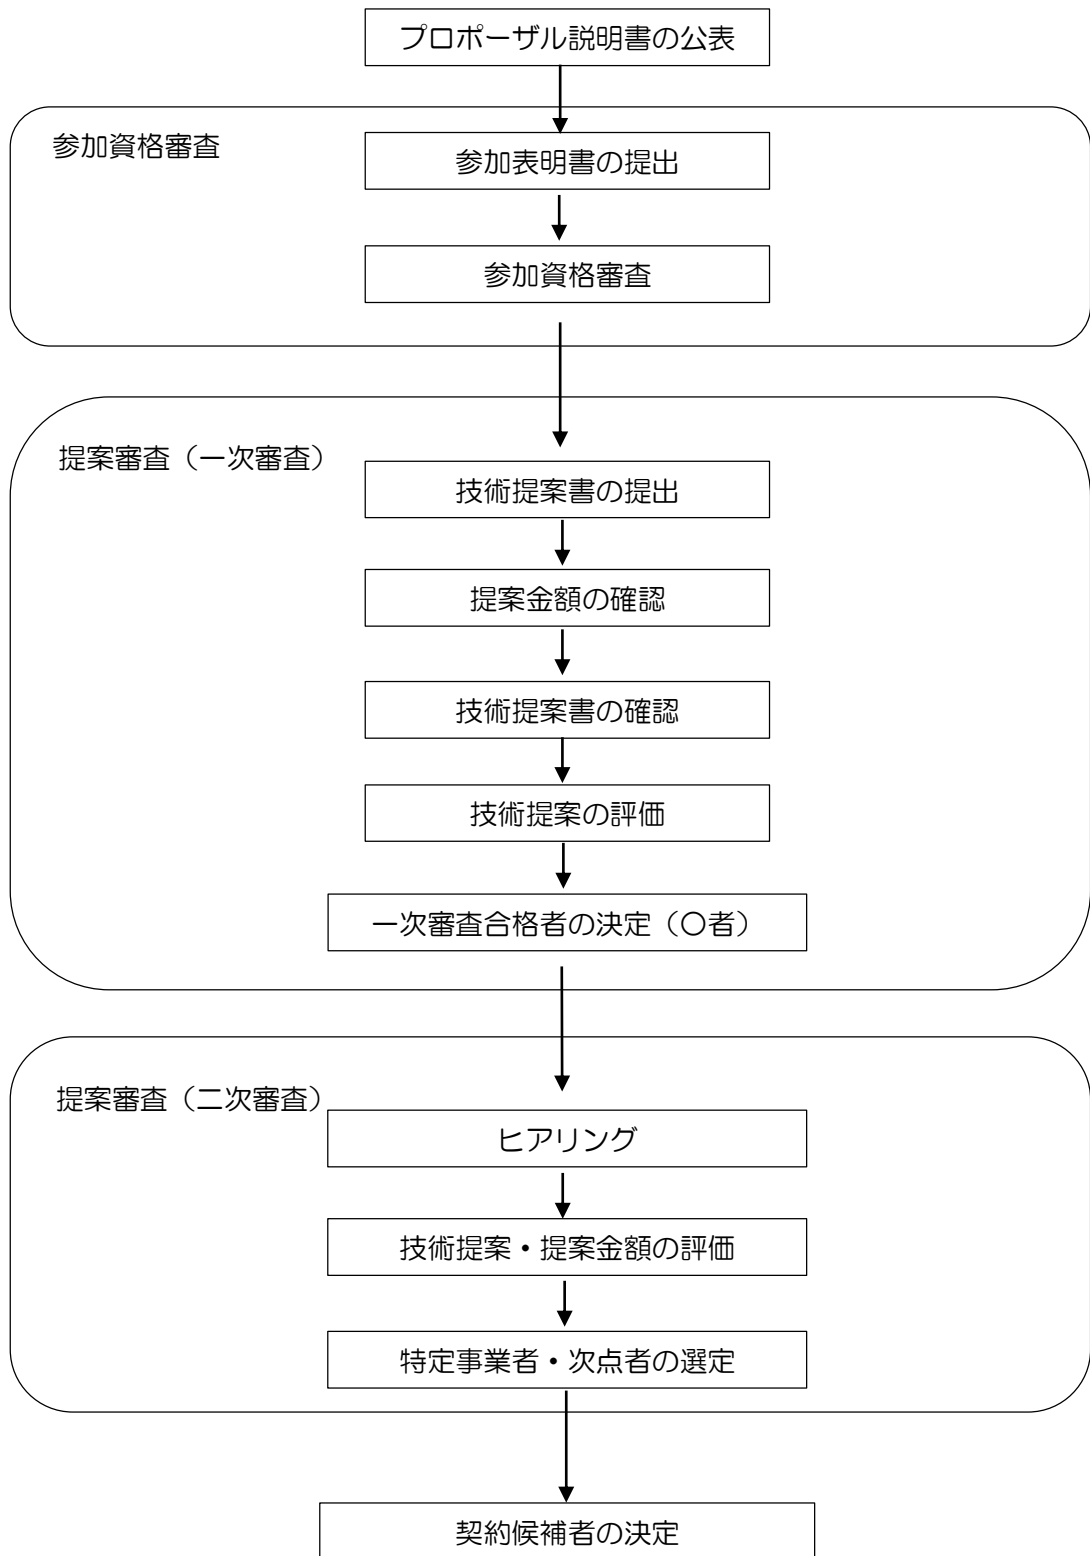 プロポーザル説明書の公表
参加資格審査
参加表明書の提出
参加資格審査
提案審査（一次審査）
技術提案書の提出
提案金額の確認
技術提案書の確認
技術提案の評価
一次審査合格者の決定（〇者）
提案審査（二次審査）
ヒアリング
技術提案・提案金額の評価
特定事業者・次点者の選定
契約候補者の決定